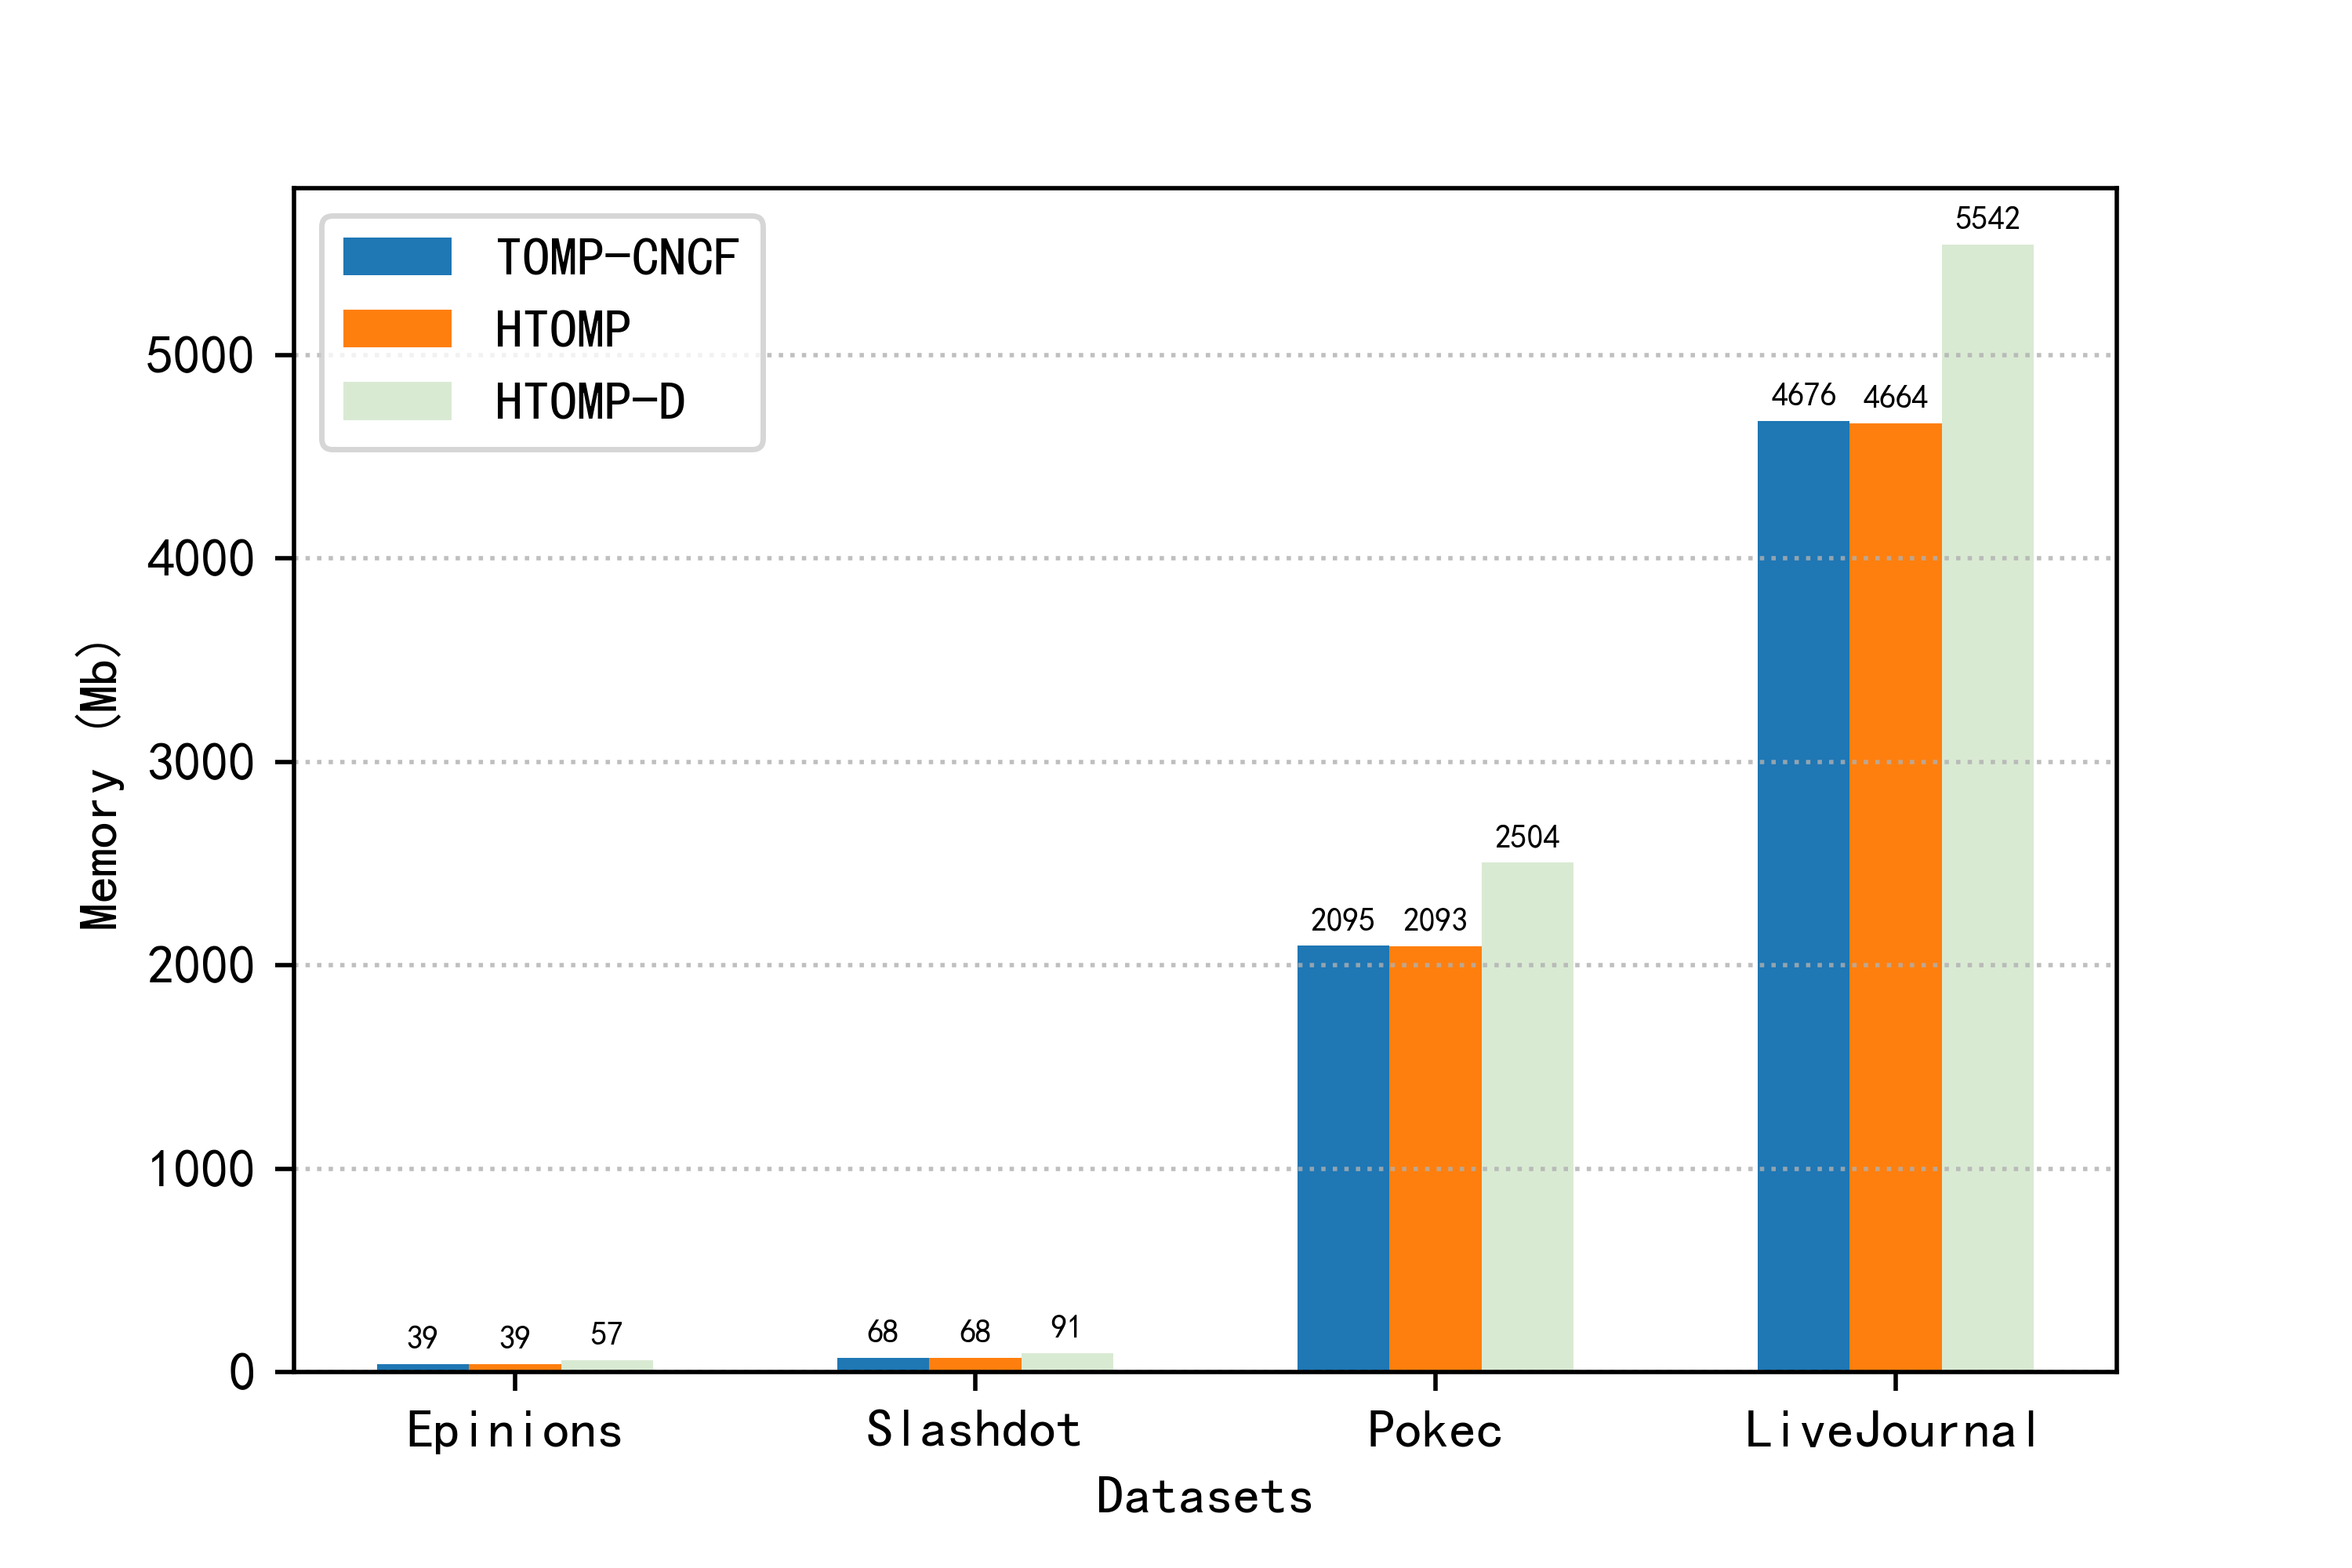 TOMP-CNCF
HTOMP
HTOMP-D
Memory (Mb)
5000
4000
3000
2000
1000
0
39 39 57
68 68 91
2095 2093 2504
4676 4664 5542
Epinions Slashdot Pokec LiveJournal
Datasets